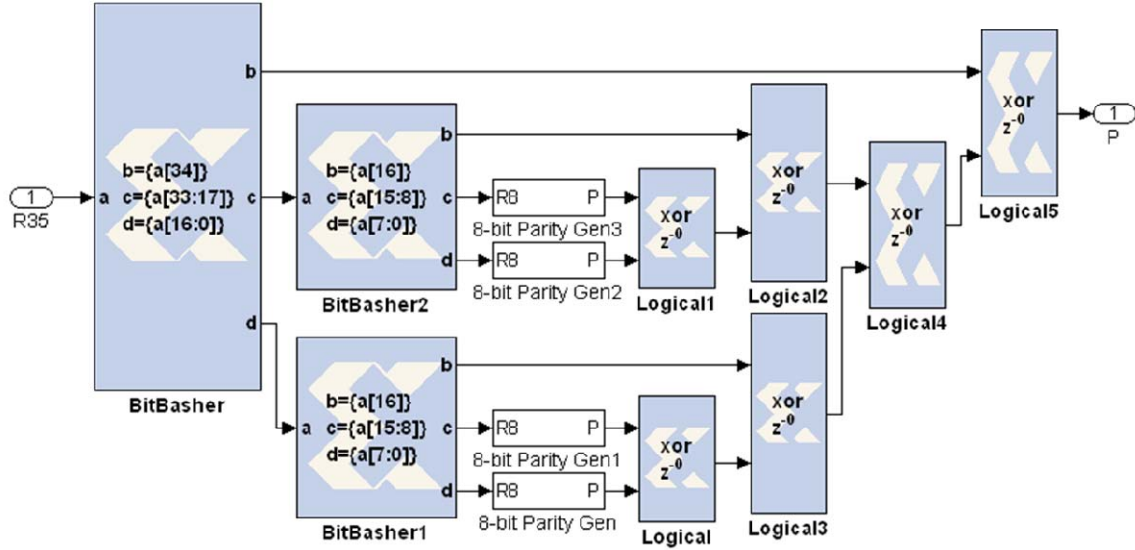 1
R35
a
b={a[34]}
c={a[33:17]}
d={a[16:0]}
b
c
d
BitBasher
a
b={a[16]}
c={a[15:8]}
d={a[7:0]}
b
c
d
BitBasher2
R8 P
8-bit Parity Gen3
R8 P
8-bit Parity Gen2
xor
z-0
Logical1
xor
z-0
Logical2
a
b={a[16]}
c={a[15:8]}
d={a[7:0]}
b
c
d
BitBasher1
R8 P
8-bit Parity Gen1
R8 P
8-bit Parity Gen
xor
z-0
Logical
xor
z-0
Logical3
xor
z-0
Logical4
xor
z-0
Logical5
1
P